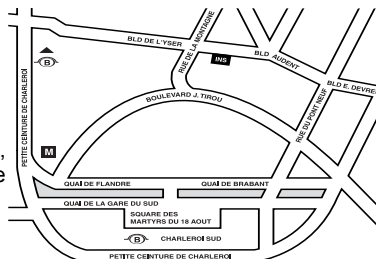 BLD DE L'YSER
RUE DE LA MONTAGNE
INS
BLD AUDENT
BLD E. DEVRE
B
PETITE CEINTURE DE CHARLEROI
BOULEVARD J. TIROU
RUE DU PONT NEUF
M
,
e
QUAI DE FLANDRE
QUAI DE BRABANT
QUAI DE LA GARE DU SUD
SQUARE DES
MARTYRS DU 18 AOUT
B
CHARLEROI SUD
PETITE CEINTURE DE CHARLEROI